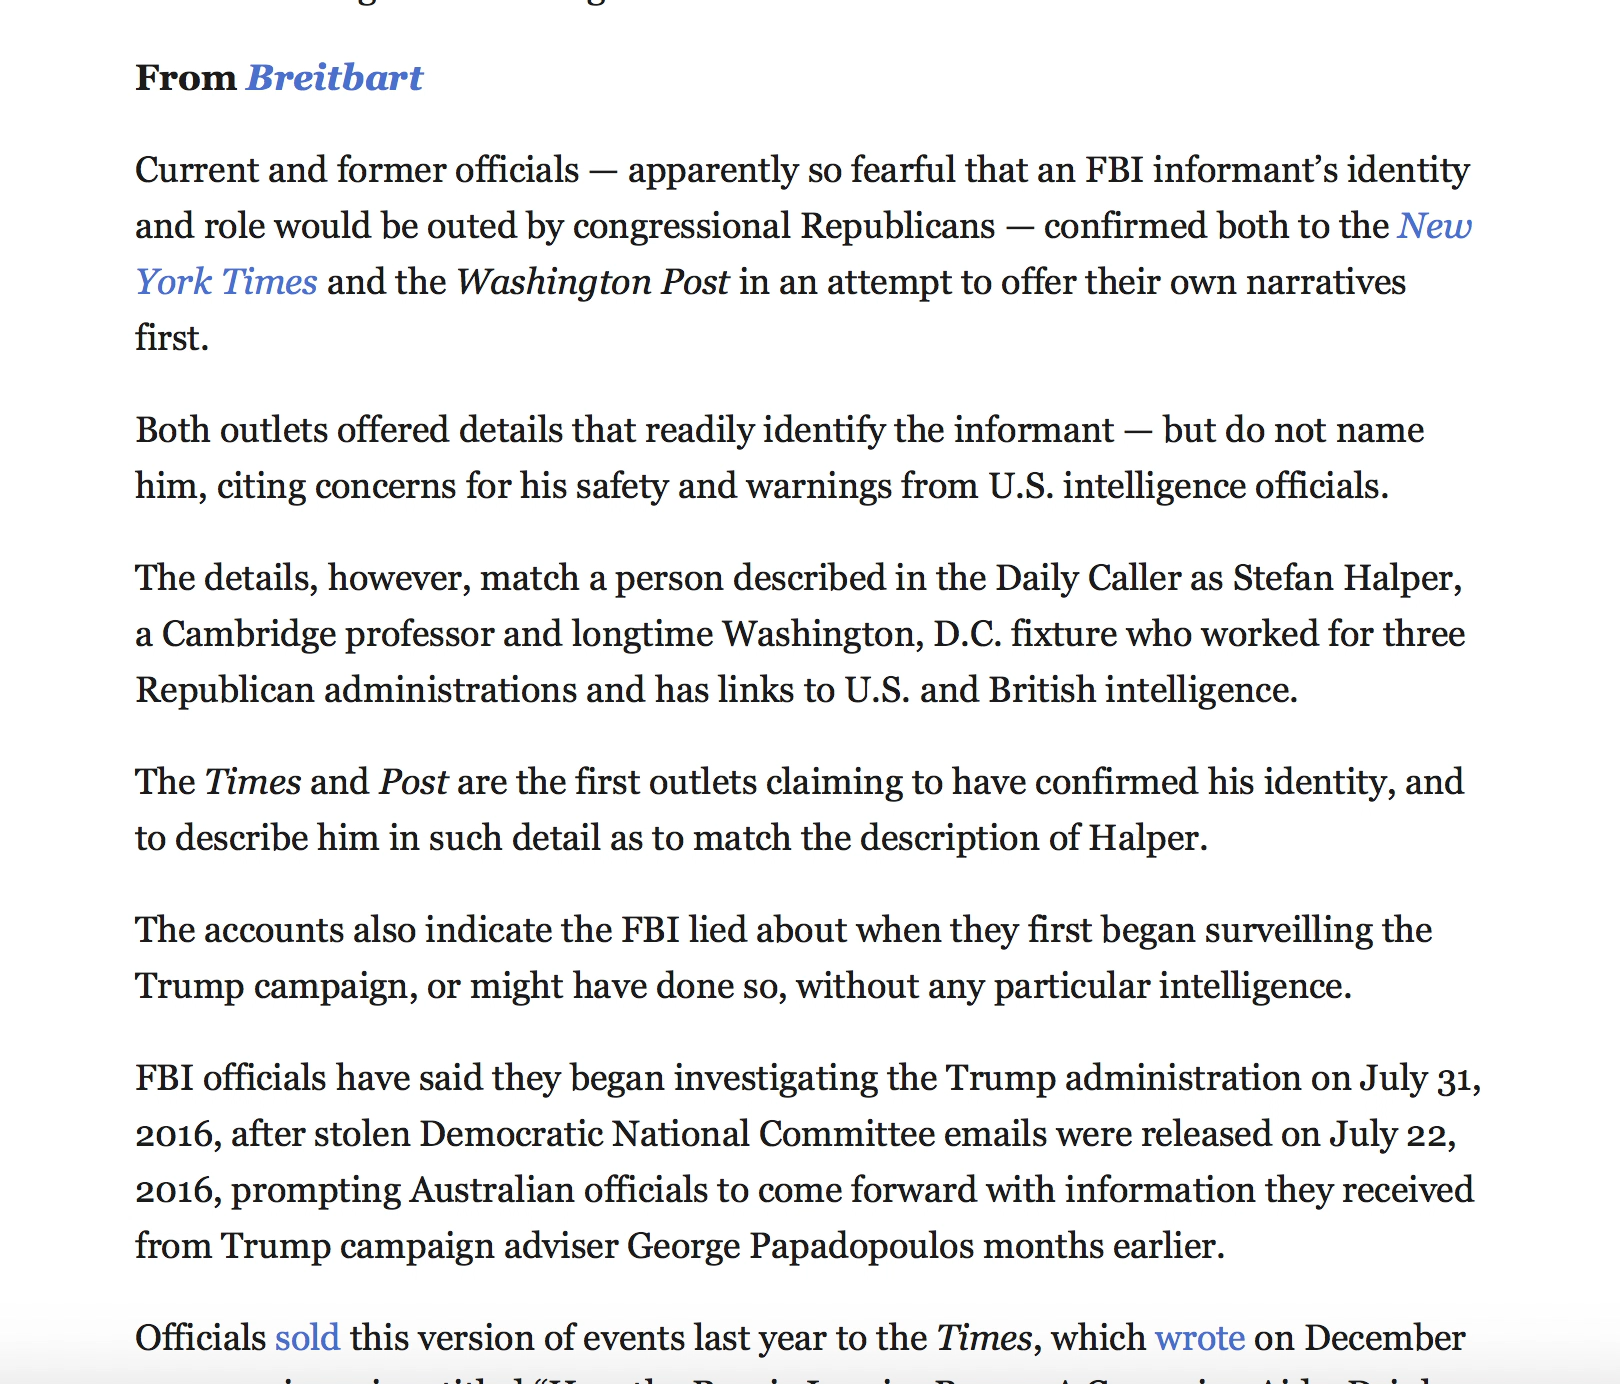 From Breitbart
Current and former officials — apparently so fearful that an FBI informant’s identity
and role would be outed by congressional Republicans — confirmed both to the New
York Times and the Washington Post in an attempt to offer their own narratives
first.
Both outlets offered details that readily identify the informant — but do not name
him, citing concerns for his safety and warnings from U.S. intelligence officials.
The details, however, match a person described in the Daily Caller as Stefan Halper,
a Cambridge professor and longtime Washington, D.C. fixture who worked for three
Republican administrations and has links to U.S. and British intelligence.
The Times and Post are the first outlets claiming to have confirmed his identity, and
to describe him in such detail as to match the description of Halper.
The accounts also indicate the FBI lied about when they first began surveilling the
Trump campaign, or might have done so, without any particular intelligence.
FBI officials have said they began investigating the Trump administration on July 31,
2016, after stolen Democratic National Committee emails were released on July 22,
2016, prompting Australian officials to come forward with information they received
from Trump campaign adviser George Papadopoulos months earlier.
Officials sold this version of events last year to the Times, which wrote on December